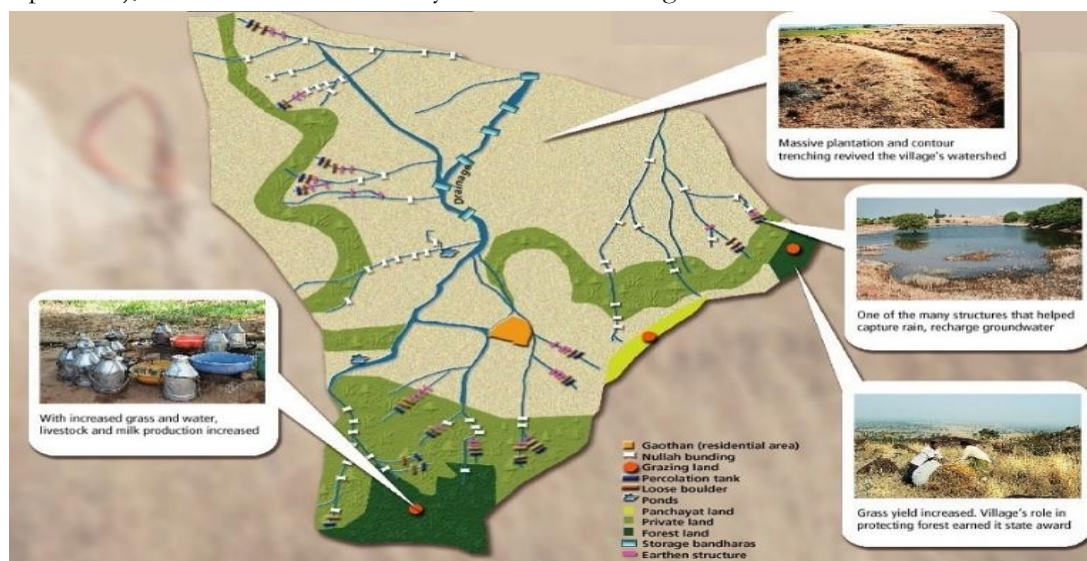 Massive plantation and contour
trenching revived the village's watershed
Drainage
One of the many structures that helped
capture rain, recharge groundwater
With increased grass and water,
livestock and milk production increased
Gaothan (residential area)
Nullah bunding
Grazing land
Percolation tank
Loose boulder
Ponds
Panchayat land
Private land
Forest land
Storage bandharas
Earthen structure
Grass yield increased. Village's role in
protecting forest earned it state award